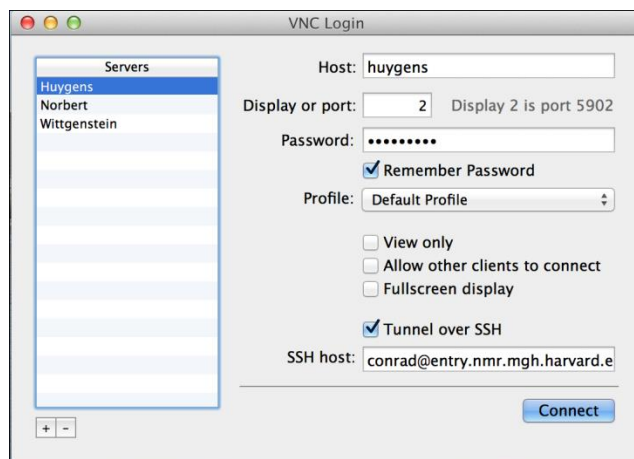 VNC Login
Servers
Huygens
Norbert
Wittgenstein
Host: huygens
Display or port: 2 Display 2 is port 5902
Password: •••••••••
Remember Password
Profile: Default Profile
View only
Allow other clients to connect
Fullscreen display
Tunnel over SSH
SSH host: conrad@entry.nmr.mgh.harvard.e
Connect
+ -